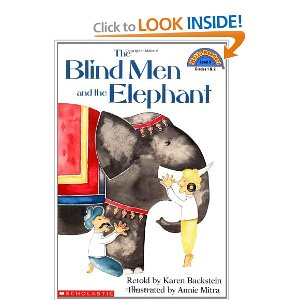 Click to LOOK INSIDE!
The
Blind Men
and the
Elephant
Retold by Karen Backstein
Illustrated by Annie Mitra
SCHOLASTIC